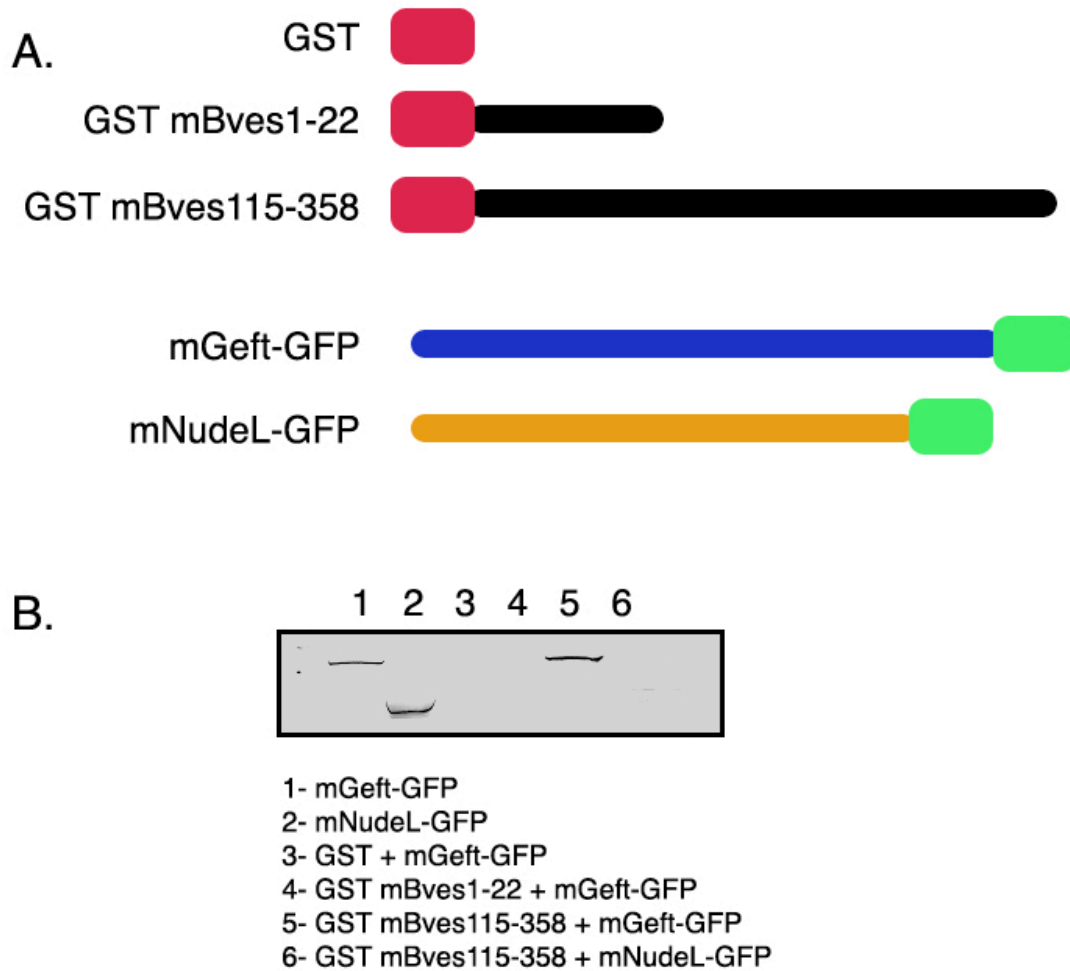 A.
GST
GST mBves1-22
GST mBves115-358
mGeft-GFP
mNudeL-GFP
B.
1 2 3 4 5 6
1- mGeft-GFP
2- mNudeL-GFP
3- GST + mGeft-GFP
4- GST mBves1-22 + mGeft-GFP
5- GST mBves115-358 + mGeft-GFP
6- GST mBves115-358 + mNudeL-GFP